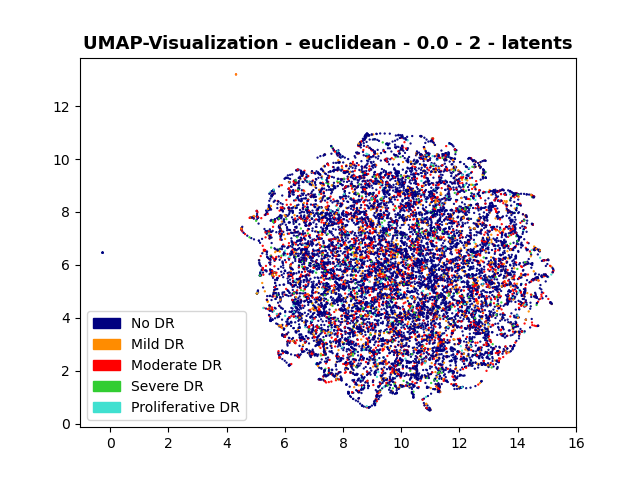 UMAP-Visualization - euclidean - 0.0 - 2 - latents
12
10
8
6
4
2
0
No DR
Mild DR
Moderate DR
Severe DR
Proliferative DR
0 2 4 6 8 10 12 14 16